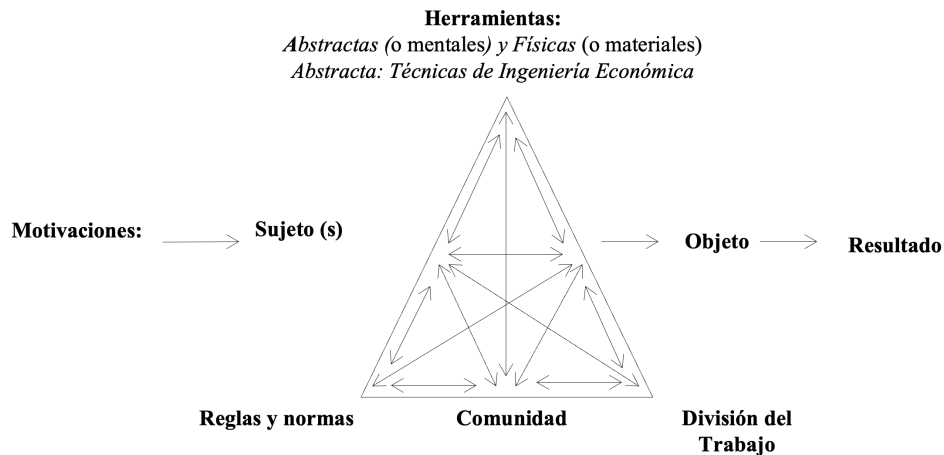 Herramientas:
Abstractas (o mentales) y Físicas (o materiales)
Abstracta: Técnicas de Ingeniería Económica
Motivaciones:
Sujeto (s)
Objeto
Resultado
Reglas y normas
Comunidad
División del
Trabajo